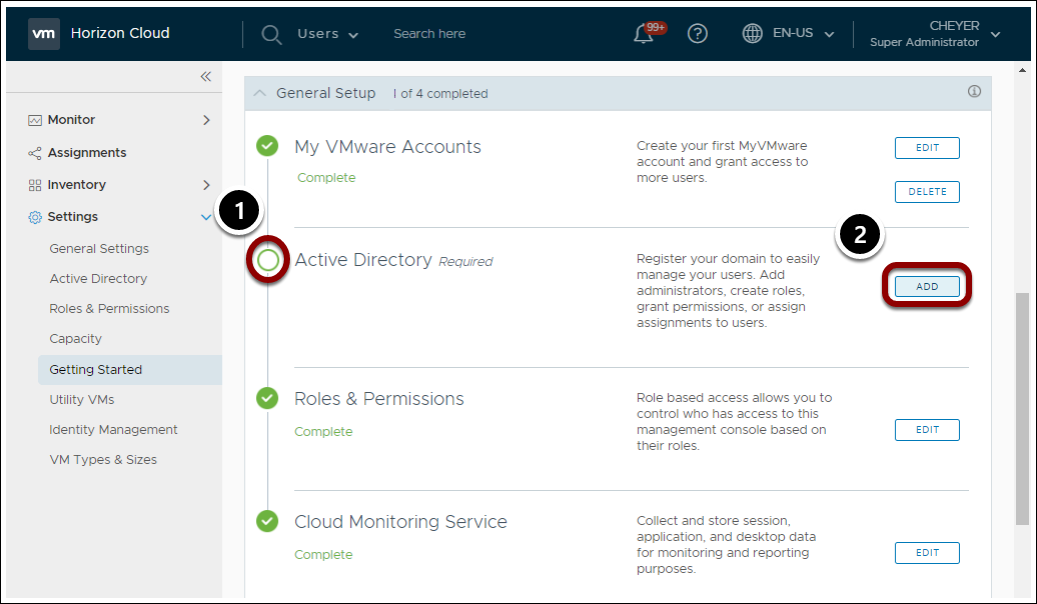 vm Horizon Cloud Users Search here 99+ ? EN-US CHEYER
Super Administrator
Monitor
Assignments
Inventory
Settings
General Settings
Active Directory
Roles & Permissions
Capacity
Getting Started
Utility VMs
Identity Management
VM Types & Sizes
General Setup 1 of 4 completed
My VMware Accounts
Complete
Create your first MyVMware
account and grant access to
more users.
EDIT
DELETE
1
Active Directory Required
Register your domain to easily
manage your users. Add
administrators, create roles,
grant permissions, or assign
assignments to users.
2
ADD
Roles & Permissions
Complete
Role based access allows you to
control who has access to this
management console based on
their roles.
EDIT
Cloud Monitoring Service
Complete
Collect and store session,
application, and desktop data
for monitoring and reporting
purposes.
EDIT